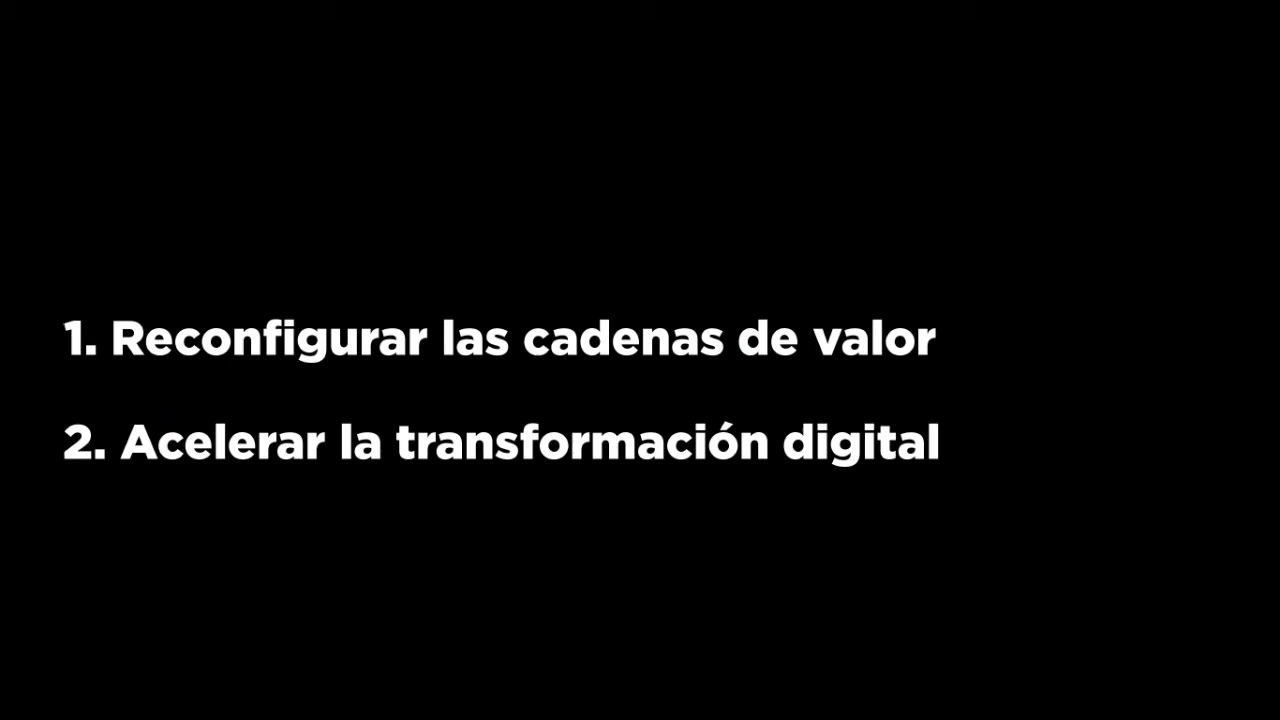 1. Reconfigurar las cadenas de valor
2. Acelerar la transformación digital